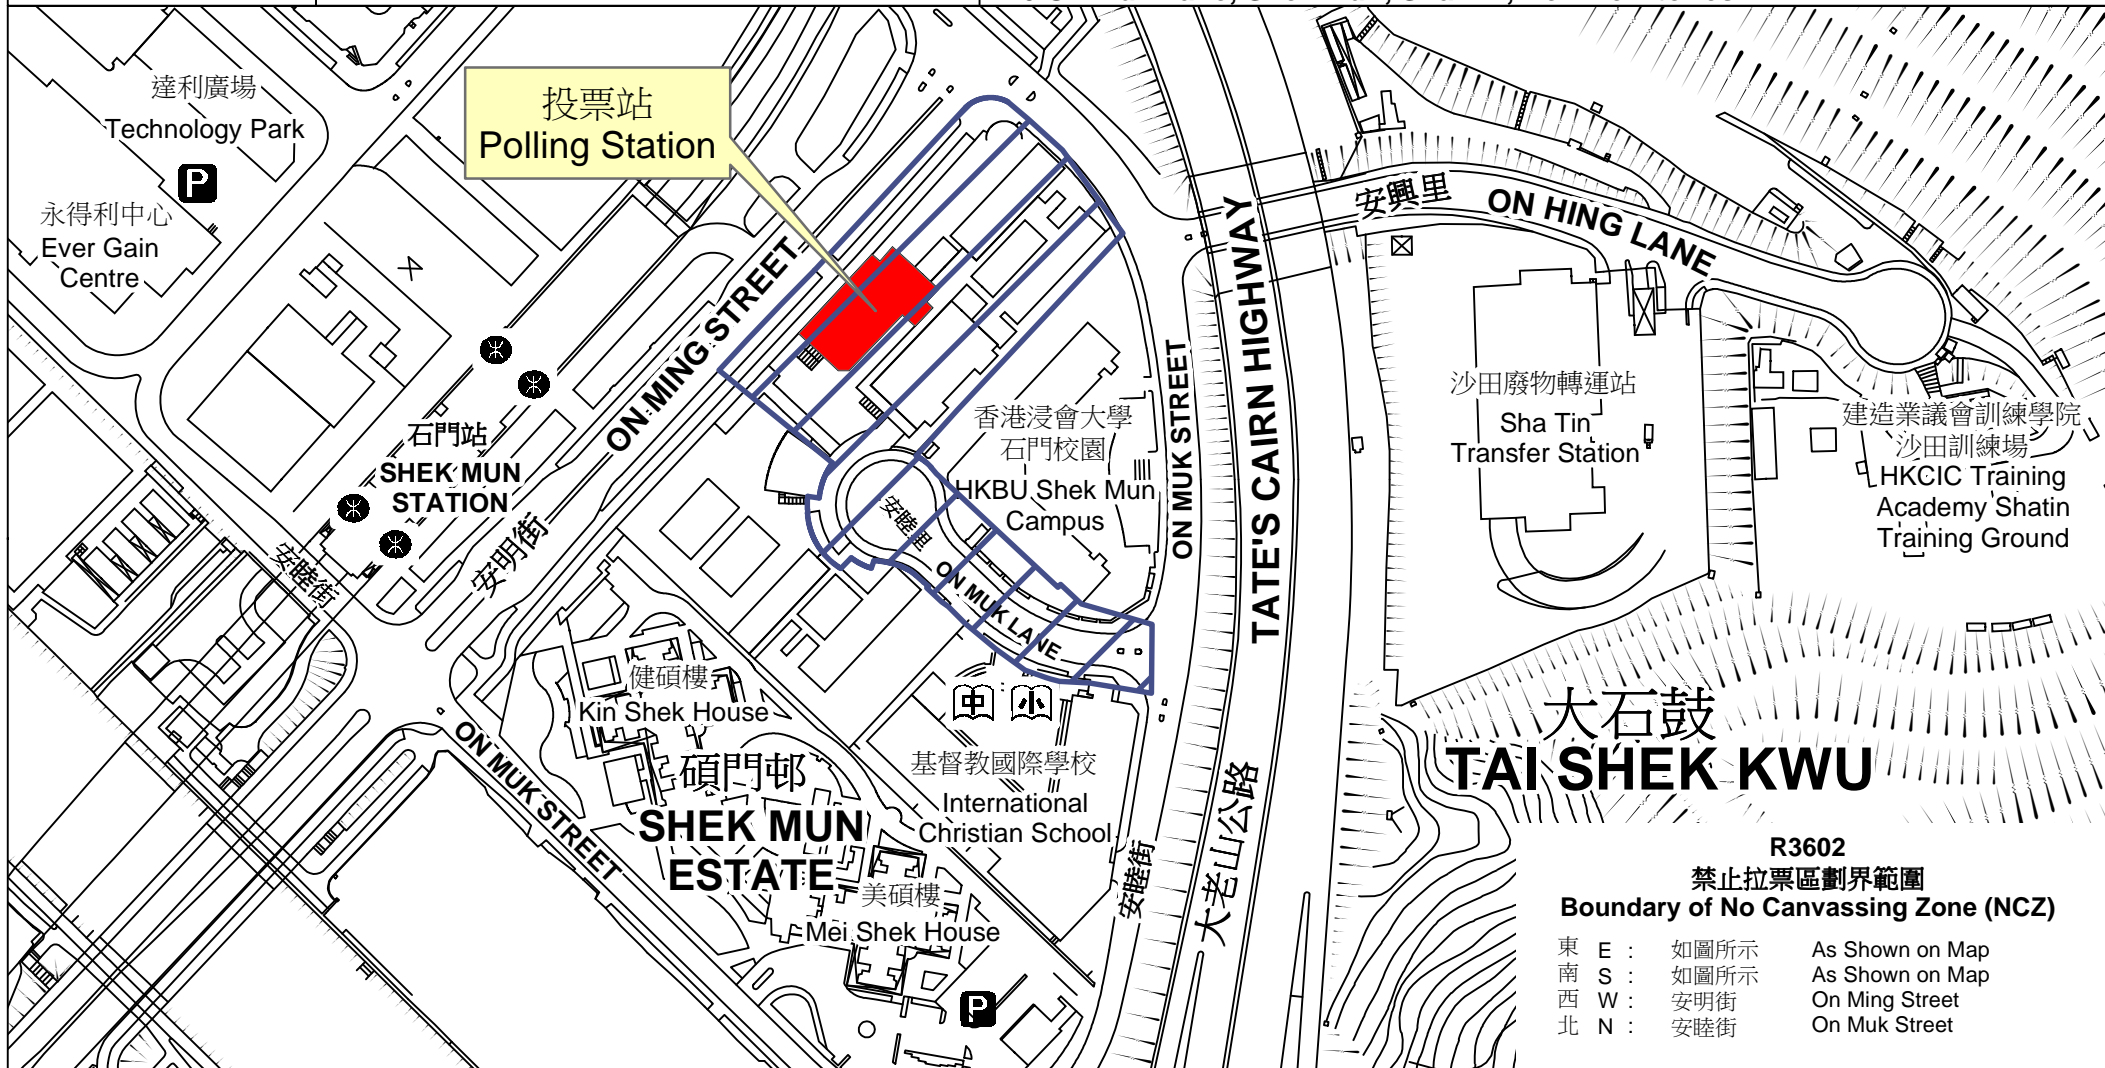 達利廣場
Technology Park
P
永得利中心
Ever Gain
Centre
投票站
Polling Station
ON MING STREET
安明街
石門站
SHEK MUN
STATION
安睦街
香港浸會大學
石門校園
HKBU Shek Mun
Campus
安睦里
ON MUK LANE
ON MUK STREET
TATE'S CAIRN HIGHWAY
安興里 ON HING LANE
沙田廢物轉運站
Sha Tin
Transfer Station
建造業議會訓練學院
沙田訓練場
HKCIC Training
Academy Shatin
Training Ground
健碩樓
Kin Shek House
ON MUK STREET
碩門邨
SHEK MUN
ESTATE
美碩樓
Mei Shek House
P
中 小
基督教國際學校
International
Christian School
安睦街
大老山公路
大石鼓
TAI SHEK KWU
R3602
禁止拉票區劃界範圍
Boundary of No Canvassing Zone (NCZ)
東 E : 如圖所示 As Shown on Map
南 S : 如圖所示 As Shown on Map
西 W : 安明街 On Ming Street
北 N : 安睦街 On Muk Street